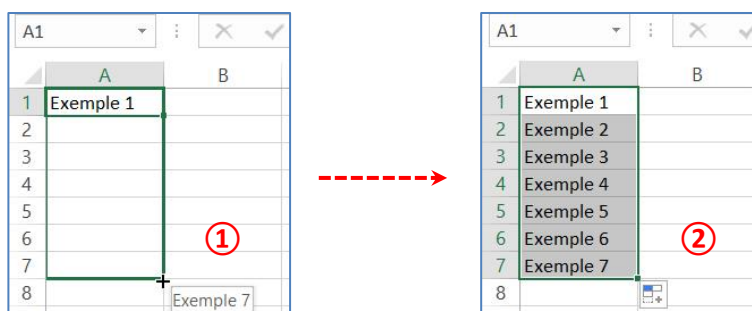 A1
A B
1 Exemple 1
2
3
4
5
6 ①
7
8 Exemple 7
A1
A B
1 Exemple 1
2 Exemple 2
3 Exemple 3
4 Exemple 4
5 Exemple 5
6 Exemple 6 ②
7 Exemple 7
8